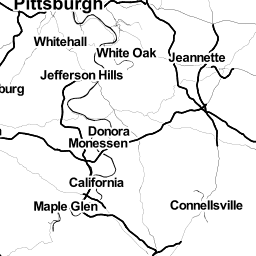 Pittsburgh
Whitehall
White Oak
Jeannette
Jefferson Hills
burg
Donora
Monessen
California
Maple Glen
Connellsville